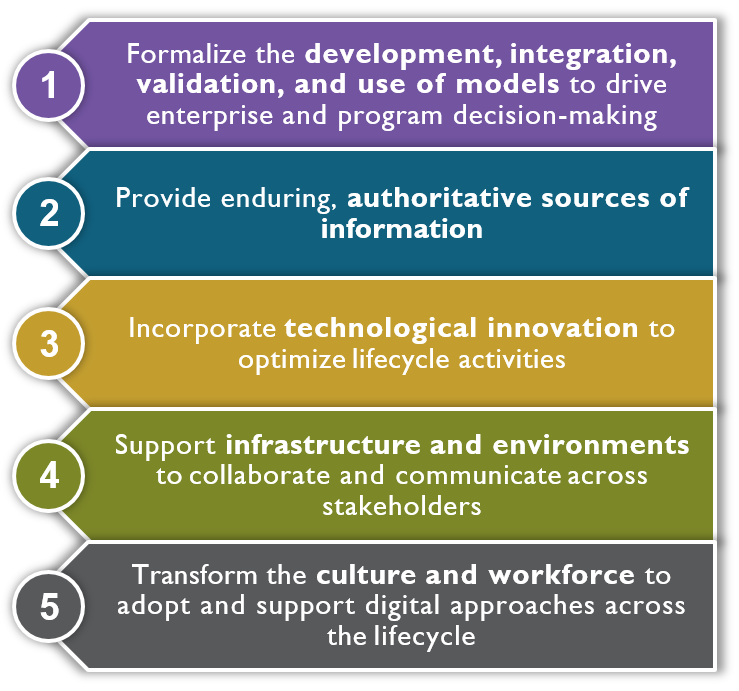 1
Formalize the development, integration,
validation, and use of models to drive
enterprise and program decision-making
2
Provide enduring, authoritative sources of
information
3
Incorporate technological innovation to
optimize lifecycle activities
4
Support infrastructure and environments
to collaborate and communicate across
stakeholders
5
Transform the culture and workforce to
adopt and support digital approaches across
the lifecycle